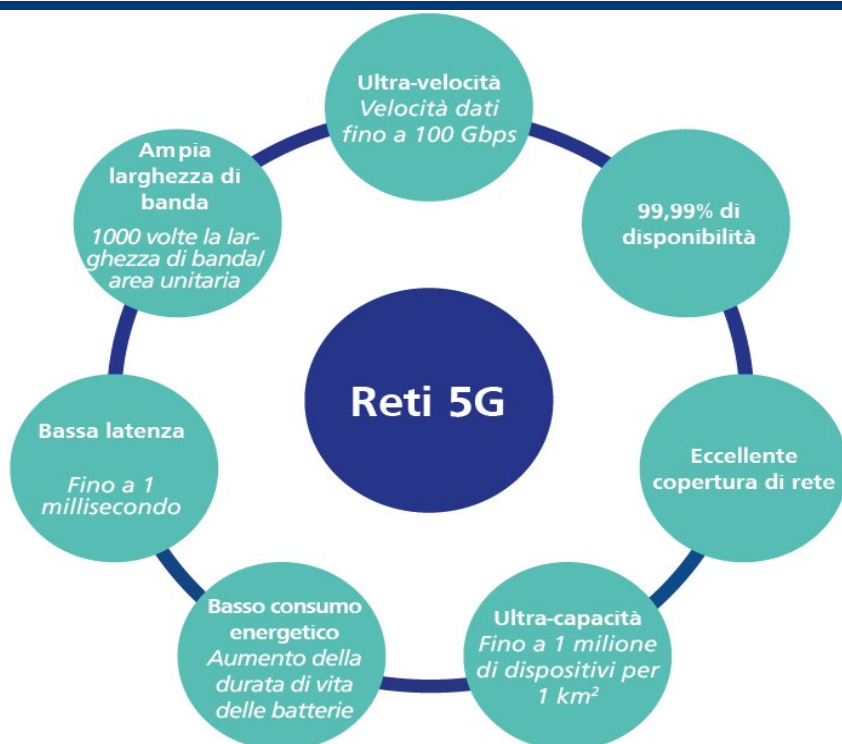 Ultra-velocità
Velocità dati
fino a 100 Gbps
Ampia
larghezza di
banda
1000 volte la lar-
ghezza di banda/
area unitaria
99,99% di
disponibilità
Reti 5G
Bassa latenza
Fino a 1
millisecondo
Eccellente
copertura di rete
Basso consumo
energetico
Aumento della
durata di vita
delle batterie
Ultra-capacità
Fino a 1 milione
di dispositivi per
1 km²